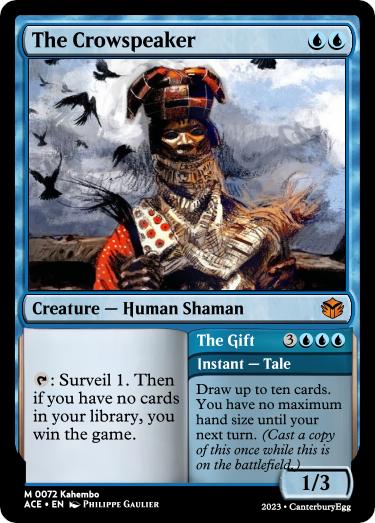 The Crowspeaker
Creature — Human Shaman
: Surveil 1. Then
if you have no cards
in your library, you
win the game.
The Gift 3
Instant — Tale
Draw up to ten cards.
You have no maximum
hand size until your
next turn. (Cast a copy
of this once while this is
on the battlefield.)
1/3
M 0072 Kahembo
ACE • EN Philippe Gaulier
2023 • CanterburyEgg